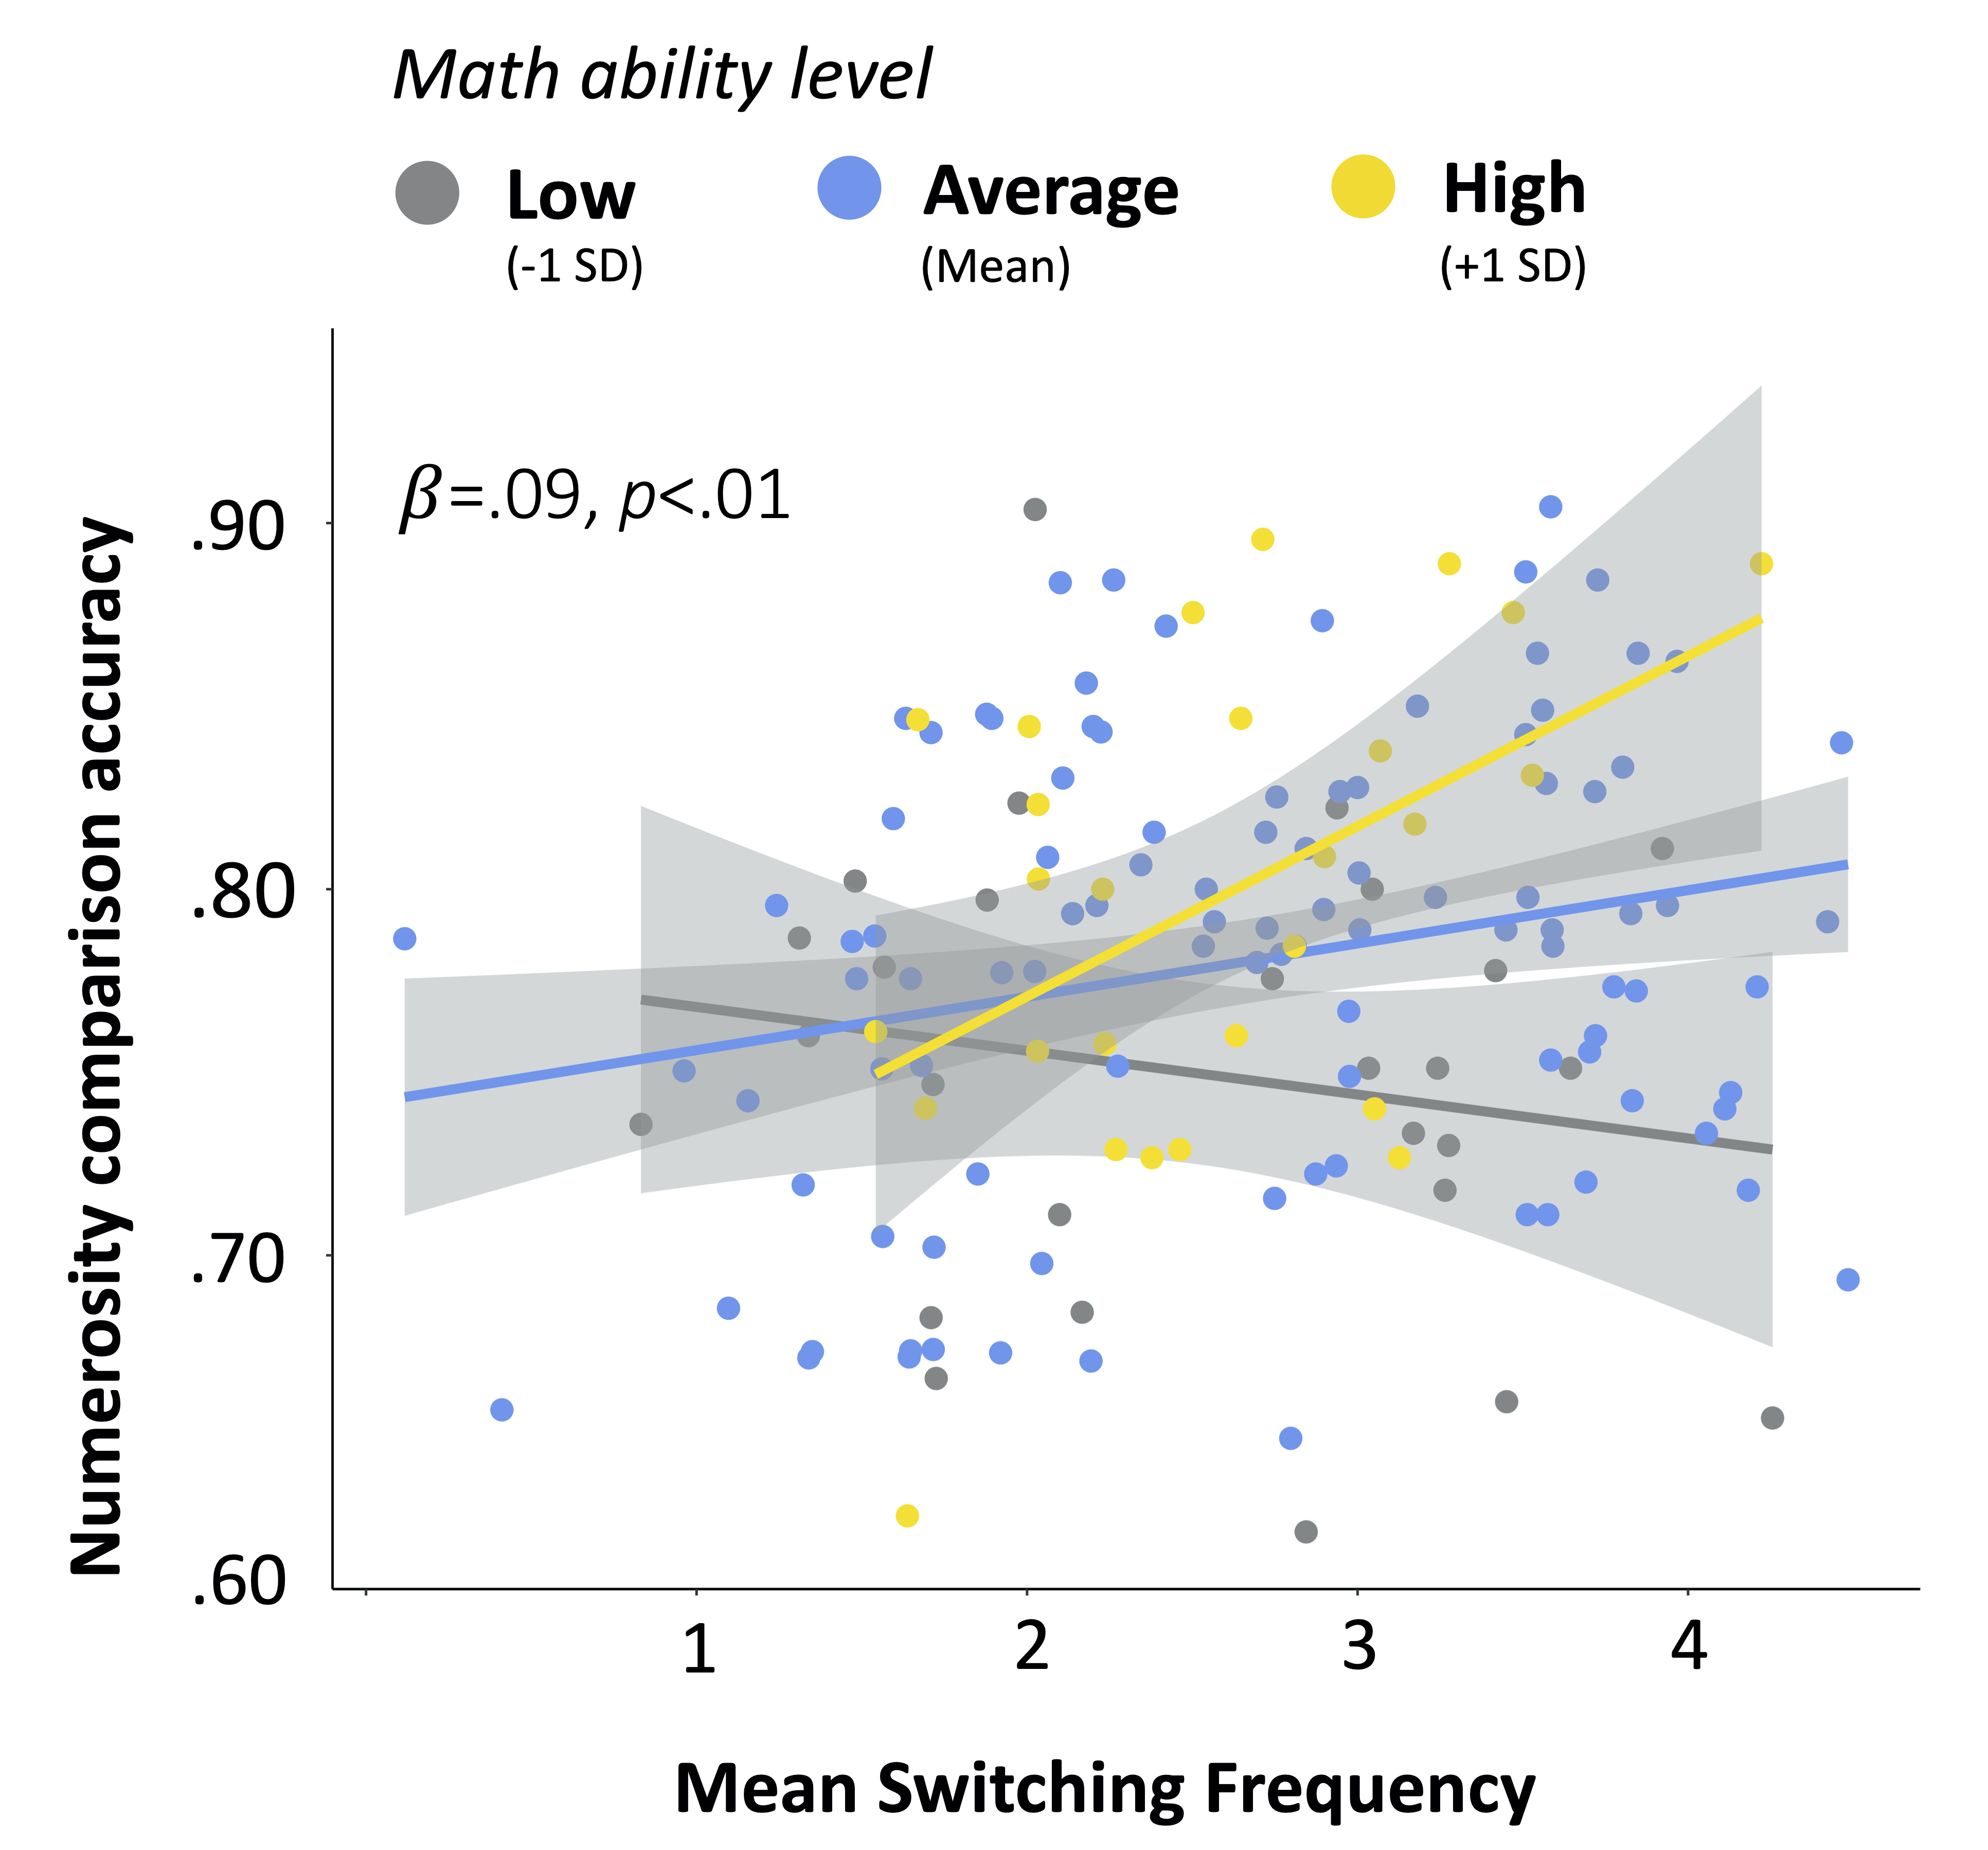 Math ability level
Low Average High
(-1 SD) (Mean) (+1 SD)
β=.09, p<.01
Numerosity comparison accuracy
.90
.80
.70
.60
1 2 3 4
Mean Switching Frequency